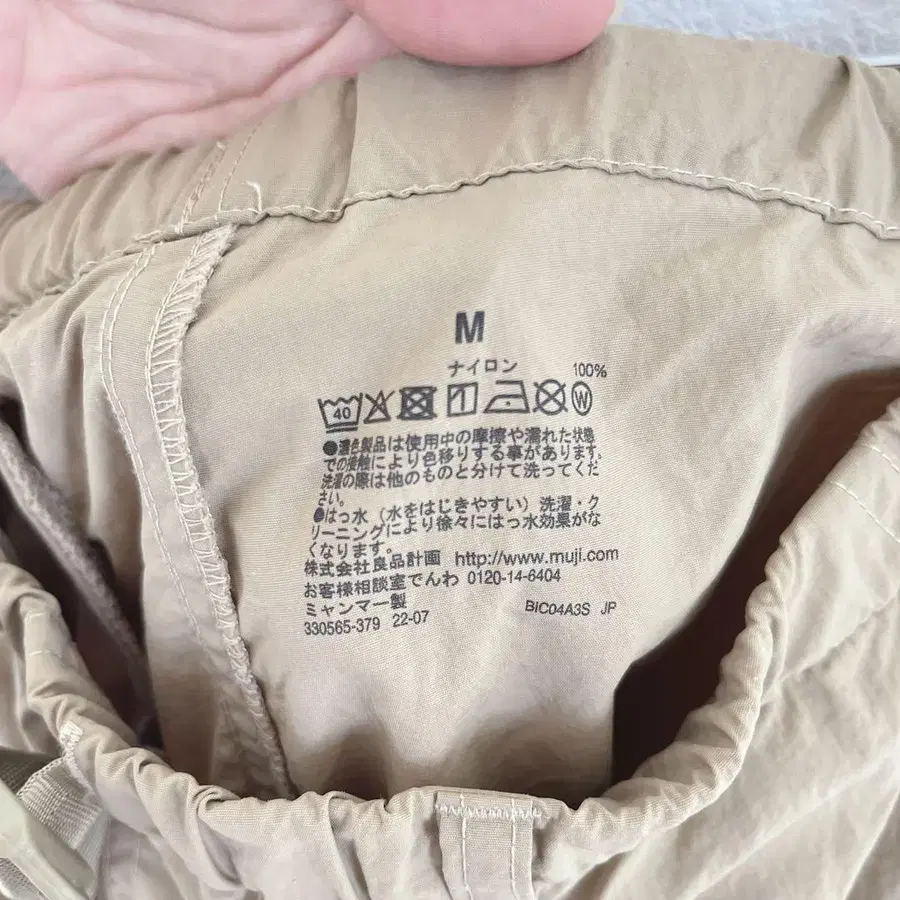 M
ナイロン 100%
40 W
●濃色製品は使用中の摩擦や濡れた状態
での接触により色移りする事があります。
洗濯の際は他のものと分けて洗ってくだ
さい。
●はっ水（水をはじきやすい）洗濯・ク
リーニングにより徐々にはっ水効果がな
くなります。
株式会社良品計画 http://www.muji.com
お客様相談室でんわ 0120-14-6404
ミャンマー製
330565-379 22-07 BIC04A3S JP